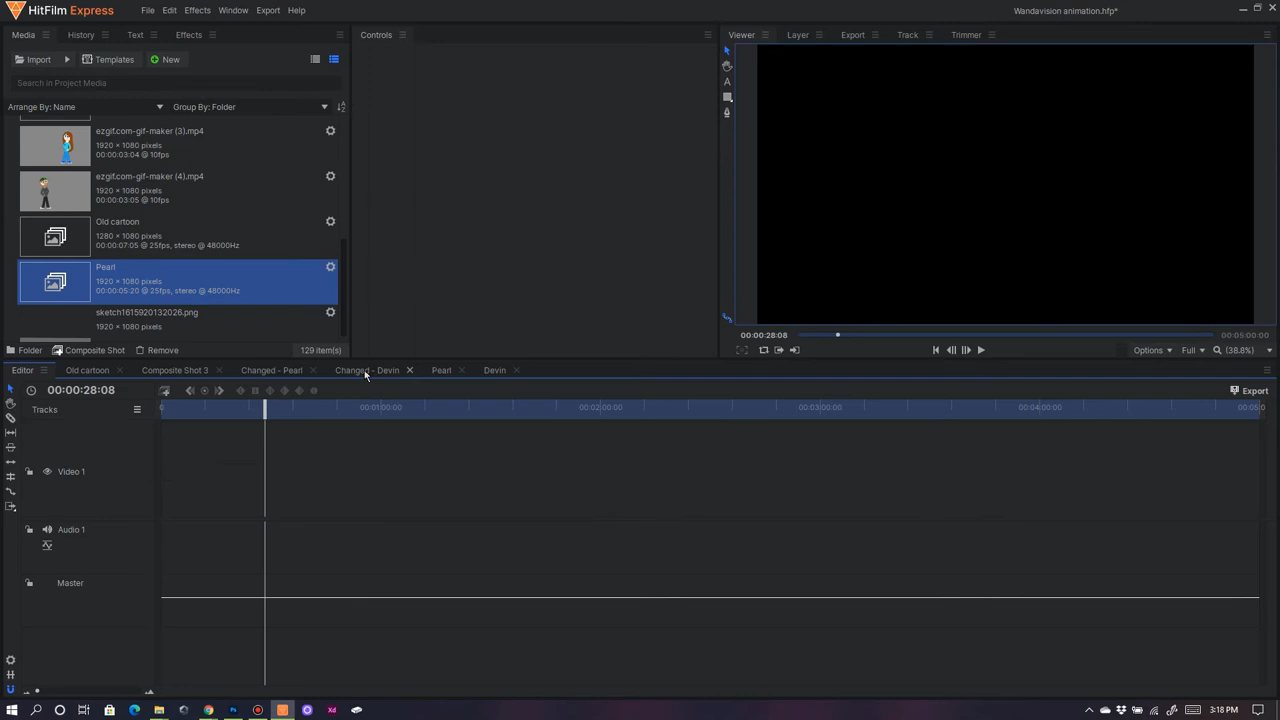 HitFilm Express
File Edit Effects Window Export Help
Wandavision animation.hfp*
Media History Text Effects
Controls
Viewer Layer Export Track Trimmer
Import Templates New
Search in Project Media
Arrange By: Name Group By: Folder
ezgif.com-gif-maker (3).mp4
1920 × 1080 pixels
00:00:03:04 @ 10fps
ezgif.com-gif-maker (4).mp4
1920 × 1080 pixels
00:00:03:05 @ 10fps
Old cartoon
1280 × 1080 pixels
00:00:07:05 @ 25fps, stereo @ 48000Hz
Pearl
1920 × 1080 pixels
00:00:05:20 @ 25fps, stereo @ 48000Hz
sketch1615920132026.png
1920 × 1080 pixels
00:00:28:08
00:05:00:00
Folder Composite Shot Remove 129 item(s)
Options Full (38.8%)
Editor Old cartoon Composite Shot 3 Changed - Pearl Changed - Devin Pearl Devin
00:00:28:08
Export
Tracks
0 00:01:00:00 00:02:00:00 00:03:00:00 00:04:00:00 00:05:0
Video 1
Audio 1
Master
Xd
3:18 PM